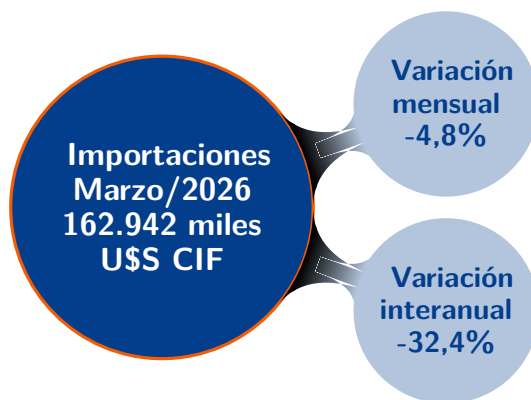 Importaciones
Marzo/2026
162.942 miles
U$S CIF
Variación
mensual
-4,8%
Variación
interanual
-32,4%